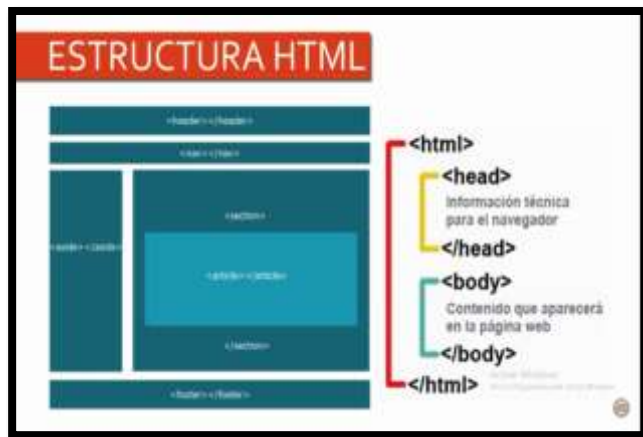 ESTRUCTURA HTML
<header></header>
<nav></nav>
<aside></aside>
<section>
<article></article>
</section>
<footer></footer>
<html>
<head>
Información técnica
para el navegador
</head>
<body>
Contenido que aparecerá
en la página web
</body>
</html>